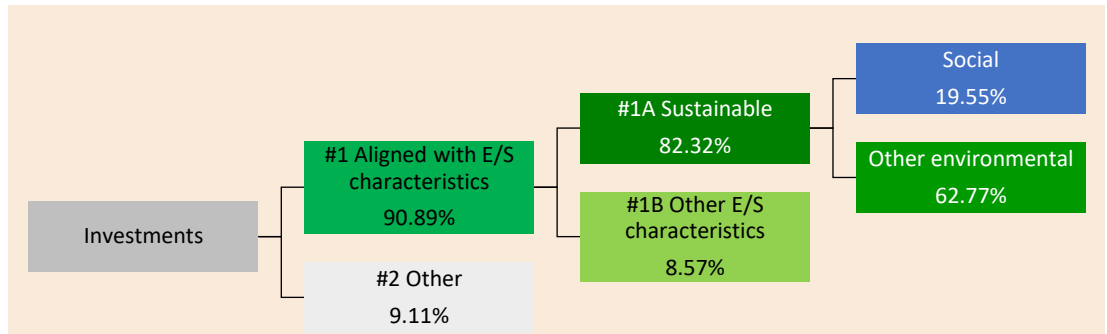 Investments
#1 Aligned with E/S
characteristics
90.89%
#2 Other
9.11%
#1A Sustainable
82.32%
#1B Other E/S
characteristics
8.57%
Social
19.55%
Other environmental
62.77%